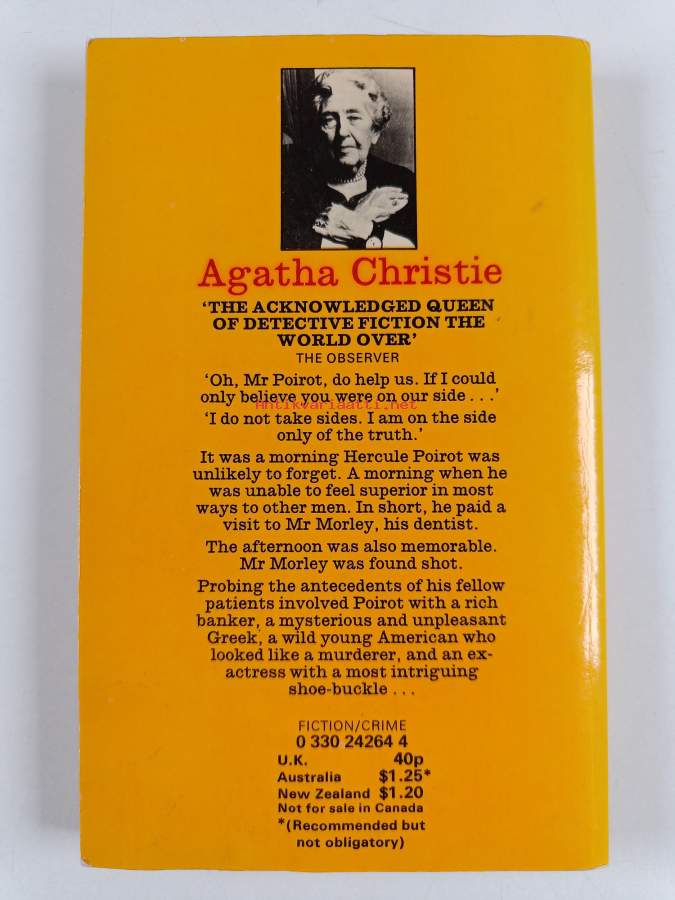 Agatha Christie
‘THE ACKNOWLEDGED QUEEN
OF DETECTIVE FICTION THE
WORLD OVER’
THE OBSERVER
‘Oh, Mr Poirot, do help us. If I could
only believe you were on our side . . .’
Antikvariaatti.net
‘I do not take sides. I am on the side
only of the truth.’
It was a morning Hercule Poirot was
unlikely to forget. A morning when he
was unable to feel superior in most
ways to other men. In short, he paid a
visit to Mr Morley, his dentist.
The afternoon was also memorable.
Mr Morley was found shot.
Probing the antecedents of his fellow
patients involved Poirot with a rich
banker, a mysterious and unpleasant
Greek, a wild young American who
looked like a murderer, and an ex-
actress with a most intriguing
shoe-buckle . . .
FICTION/CRIME
0 330 24264 4
U.K. 40p
Australia $1.25*
New Zealand $1.20
Not for sale in Canada
*(Recommended but
not obligatory)